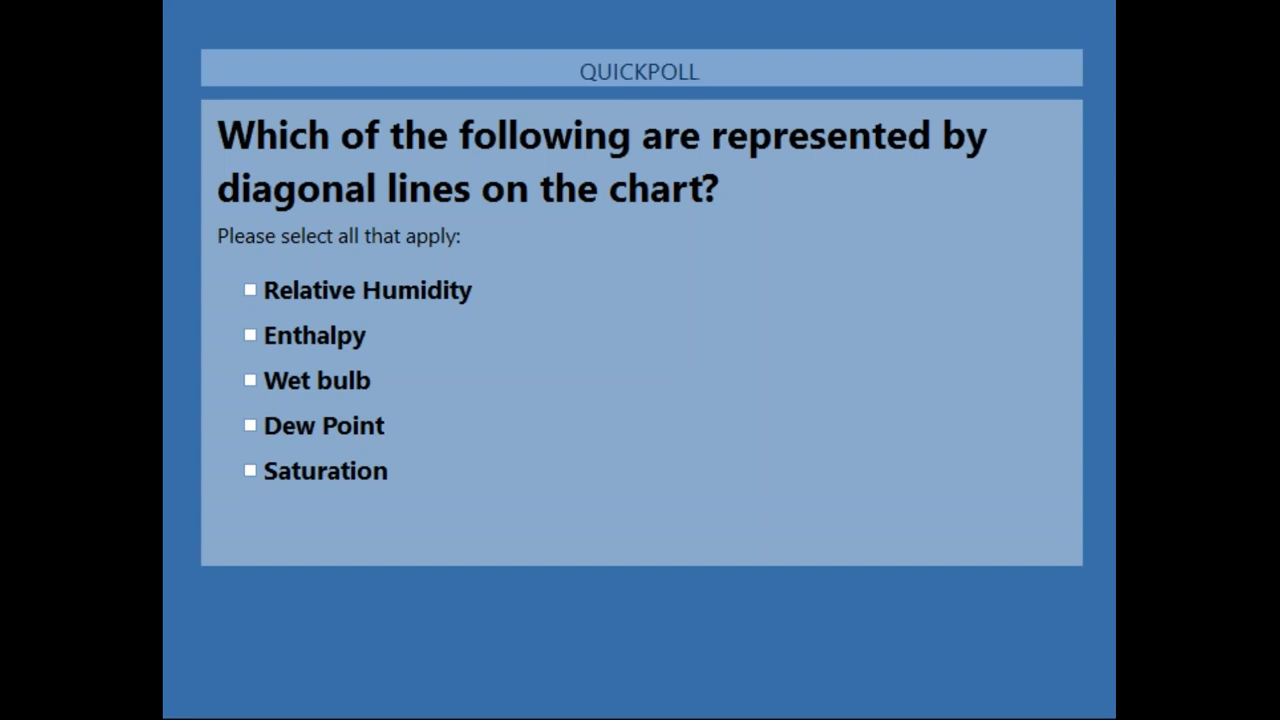 QUICKPOLL
Which of the following are represented by
diagonal lines on the chart?
Please select all that apply:
Relative Humidity
Enthalpy
Wet bulb
Dew Point
Saturation